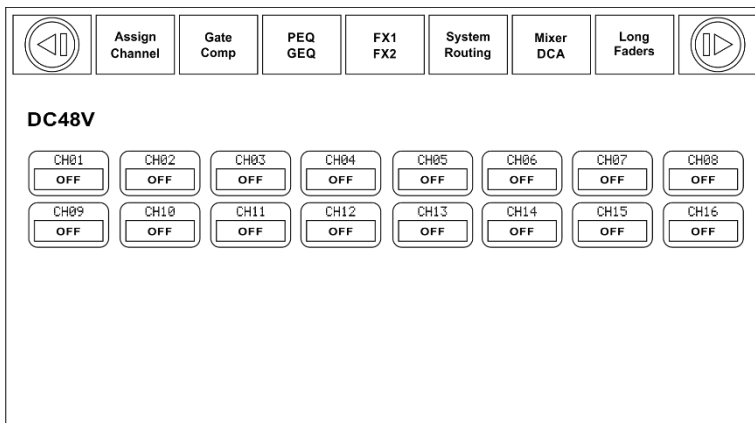 Assign Channel
Gate Comp
PEQ GEQ
FX1 FX2
System Routing
Mixer DCA
Long Faders
DC48V
CH01 CH02 CH03 CH04 CH05 CH06 CH07 CH08
OFF OFF OFF OFF OFF OFF OFF OFF
CH09 CH10 CH11 CH12 CH13 CH14 CH15 CH16
OFF OFF OFF OFF OFF OFF OFF OFF